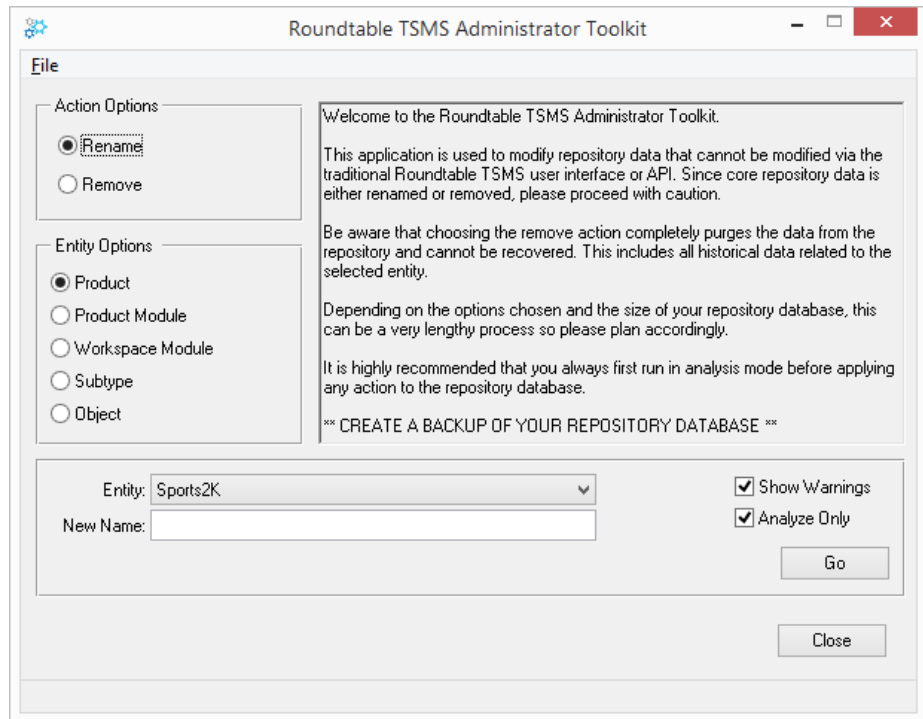 Roundtable TSMS Administrator Toolkit
File
Action Options
Rename
Remove
Entity Options
Product
Product Module
Workspace Module
Subtype
Object
Welcome to the Roundtable TSMS Administrator Toolkit.
This application is used to modify repository data that cannot be modified via the
traditional Roundtable TSMS user interface or API. Since core repository data is
either renamed or removed, please proceed with caution.
Be aware that choosing the remove action completely purges the data from the
repository and cannot be recovered. This includes all historical data related to the
selected entity.
Depending on the options chosen and the size of your repository database, this
can be a very lengthy process so please plan accordingly.
It is highly recommended that you always first run in analysis mode before applying
any action to the repository database.
** CREATE A BACKUP OF YOUR REPOSITORY DATABASE **
Entity: Sports2K
New Name:
Show Warnings
Analyze Only
Go
Close